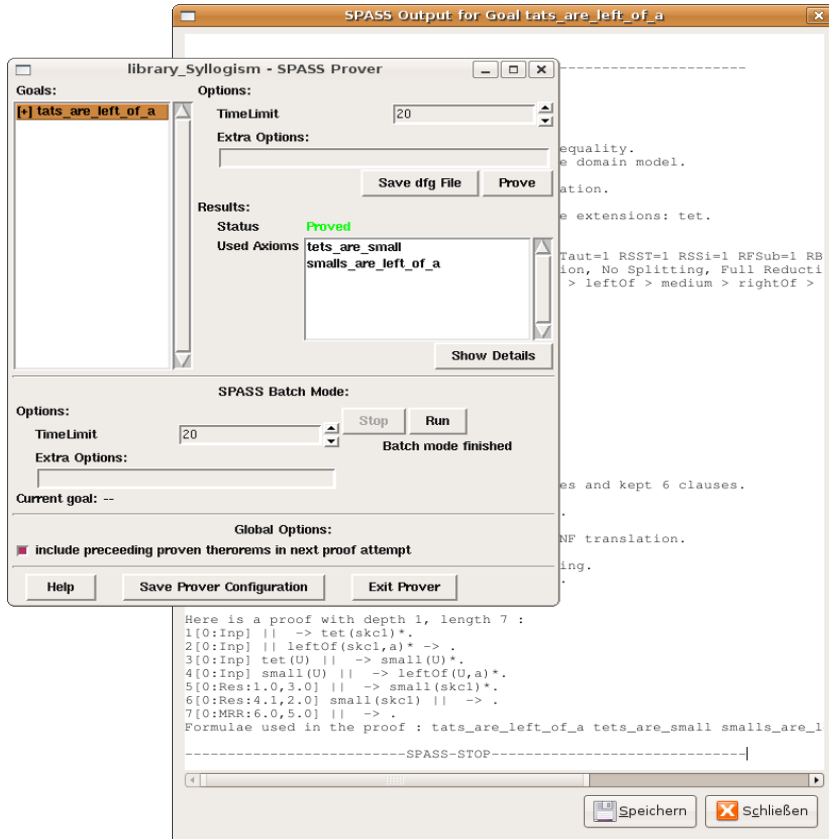 SPASS Output for Goal tats_are_left_of_a
---------------------
library_Syllogism - SPASS Prover
Goals:
[+] tats_are_left_of_a
Options:
TimeLimit 20
Extra Options:
Save dfg File Prove
Results:
Status Proved
Used Axioms tets_are_small
smalls_are_left_of_a
Show Details
SPASS Batch Mode:
Options:
TimeLimit 20
Stop Run
Batch mode finished
Extra Options:
Current goal: --
Global Options:
include preceeding proven therorems in next proof attempt
Help Save Prover Configuration Exit Prover
equality.
e domain model.
ation.
e extensions: tet.
Taut=1 RSST=1 RSSi=1 RFSub=1 RB
ion, No Splitting, Full Reducti
> leftOf > medium > rightOf >
es and kept 6 clauses.
.
NF translation.
ing.
.
Here is a proof with depth 1, length 7 :
1[0:Inp] || -> tet(skc1)*.
2[0:Inp] || leftOf(skc1,a)* -> .
3[0:Inp] tet(U) || -> small(U)*.
4[0:Inp] small(U) || -> leftOf(U,a)*.
5[0:Res:1.0,3.0] || -> small(skc1)*.
6[0:Res:4.1,2.0] small(skc1) || -> .
7[0:MRR:6.0,5.0] || -> .
Formulae used in the proof : tats_are_left_of_a tets_are_small smalls_are_l
--------------------------SPASS-STOP------------------------------
Speichern Schließen